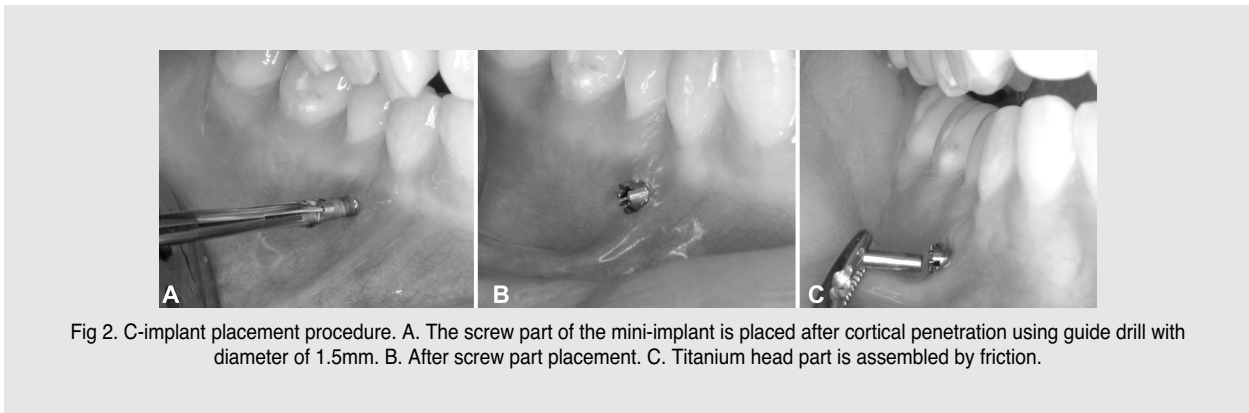 A
B
C
Fig 2. C-implant placement procedure. A. The screw part of the mini-implant is placed after cortical penetration using guide drill with
diameter of 1.5mm. B. After screw part placement. C. Titanium head part is assembled by friction.